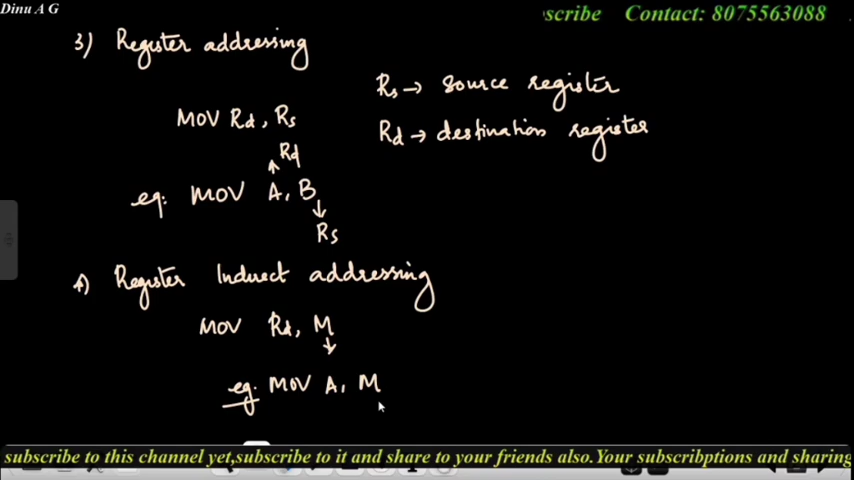 Dinu A G
scribe Contact: 8075563088
3) Register addressing
MOV Rd, Rs
Rs → source register
Rd → destination register
Rd
eg: MOV A, B
Rs
4) Register Indirect addressing
MOV Rd, M
eg: MOV A, M
subscribe to this channel yet,subscribe to it and share to your friends also.Your subscribptions and sharing